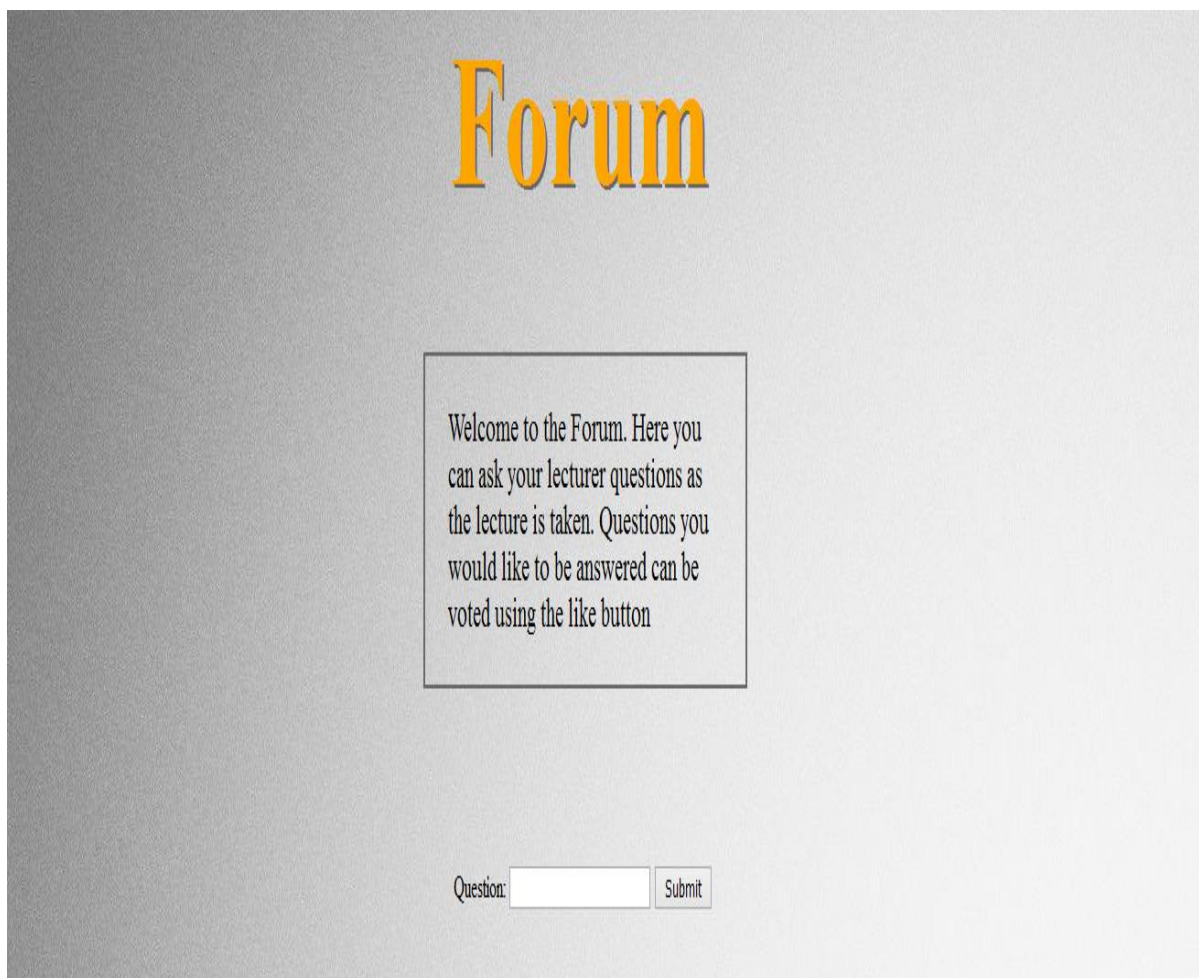 Forum
Welcome to the Forum. Here you
can ask your lecturer questions as
the lecture is taken. Questions you
would like to be answered can be
voted using the like button
Question: Submit